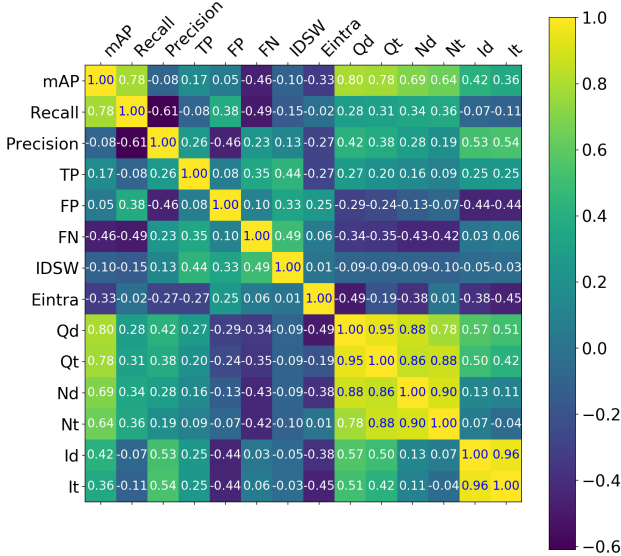 mAP Recall Precision TP FP FN IDSW Eintra Qd Qt Nd Nt Id It
mAP 1.00 0.78 -0.08 0.17 0.05 -0.46 -0.10 -0.33 0.80 0.78 0.69 0.64 0.42 0.36
Recall 0.78 1.00 -0.61 -0.08 0.38 -0.49 -0.15 -0.02 0.28 0.31 0.34 0.36 -0.07 -0.11
Precision -0.08 -0.61 1.00 0.26 -0.46 0.23 0.13 -0.27 0.42 0.38 0.28 0.19 0.53 0.54
TP 0.17 -0.08 0.26 1.00 0.08 0.35 0.44 -0.27 0.27 0.20 0.16 0.09 0.25 0.25
FP 0.05 0.38 -0.46 0.08 1.00 0.10 0.33 0.25 -0.29 -0.24 -0.13 -0.07 -0.44 -0.44
FN -0.46 -0.49 0.23 0.35 0.10 1.00 0.49 0.06 -0.34 -0.35 -0.43 -0.42 0.03 0.06
IDSW -0.10 -0.15 0.13 0.44 0.33 0.49 1.00 0.01 -0.09 -0.09 -0.09 -0.10 -0.05 -0.03
Eintra -0.33 -0.02 -0.27 -0.27 0.25 0.06 0.01 1.00 -0.49 -0.19 -0.38 0.01 -0.38 -0.45
Qd 0.80 0.28 0.42 0.27 -0.29 -0.34 -0.09 -0.49 1.00 0.95 0.88 0.78 0.57 0.51
Qt 0.78 0.31 0.38 0.20 -0.24 -0.35 -0.09 -0.19 0.95 1.00 0.86 0.88 0.50 0.42
Nd 0.69 0.34 0.28 0.16 -0.13 -0.43 -0.09 -0.38 0.88 0.86 1.00 0.90 0.13 0.11
Nt 0.64 0.36 0.19 0.09 -0.07 -0.42 -0.10 0.01 0.78 0.88 0.90 1.00 0.07 -0.04
Id 0.42 -0.07 0.53 0.25 -0.44 0.03 -0.05 -0.38 0.57 0.50 0.13 0.07 1.00 0.96
It 0.36 -0.11 0.54 0.25 -0.44 0.06 -0.03 -0.45 0.51 0.42 0.11 -0.04 0.96 1.00
1.0
0.8
0.6
0.4
0.2
0.0
−0.2
−0.4
−0.6